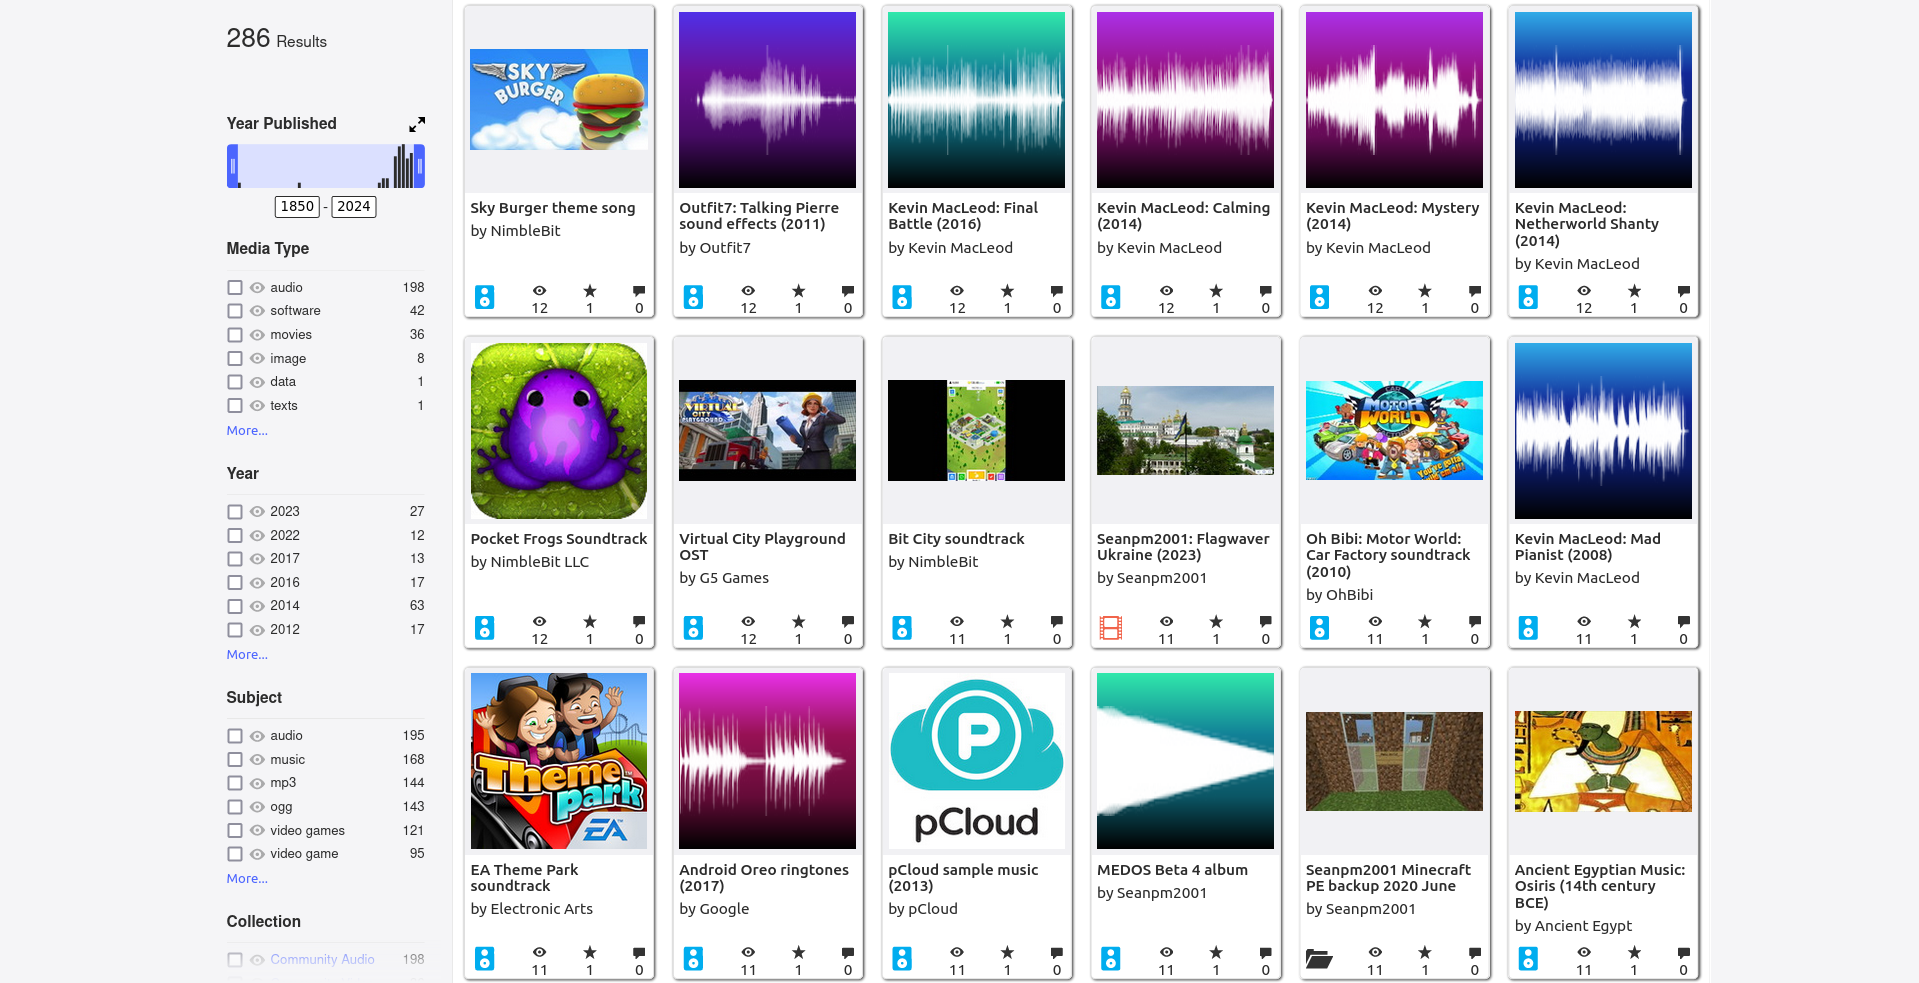 286 Results
Year Published
1850 - 2024
Media Type
audio 198
software 42
movies 36
image 8
data 1
texts 1
More...
Year
2023 27
2022 12
2017 13
2016 17
2014 63
2012 17
More...
Subject
audio 195
music 168
mp3 144
ogg 143
video games 121
video game 95
More...
Collection
Community Audio 198
SKY
BURGER
Sky Burger theme song
by NimbleBit
12 1 0
Outfit7: Talking Pierre
sound effects (2011)
by Outfit7
12 1 0
Kevin MacLeod: Final
Battle (2016)
by Kevin MacLeod
12 1 0
Kevin MacLeod: Calming
(2014)
by Kevin MacLeod
12 1 0
Kevin MacLeod: Mystery
(2014)
by Kevin MacLeod
12 1 0
Kevin MacLeod:
Netherworld Shanty
(2014)
by Kevin MacLeod
12 1 0
Pocket Frogs Soundtrack
by NimbleBit LLC
12 1 0
VIRTUAL
CITY
PLAYGROUND
Virtual City Playground
OST
by G5 Games
12 1 0
Bit City soundtrack
by NimbleBit
11 1 0
Seanpm2001: Flagwaver
Ukraine (2023)
by Seanpm2001
11 1 0
CAR
MOTOR
WORLD
Oh Bibi: Motor World:
Car Factory soundtrack
(2010)
by OhBibi
11 1 0
Kevin MacLeod: Mad
Pianist (2008)
by Kevin MacLeod
11 1 0
Theme
park
EA
EA Theme Park
soundtrack
by Electronic Arts
11 1 0
Android Oreo ringtones
(2017)
by Google
11 1 0
P
pCloud
pCloud sample music
(2013)
by pCloud
11 1 0
MEDOS Beta 4 album
by Seanpm2001
11 1 0
Seanpm2001 Minecraft
PE backup 2020 June
by Seanpm2001
11 1 0
Ancient Egyptian Music:
Osiris (14th century
BCE)
by Ancient Egypt
11 1 0